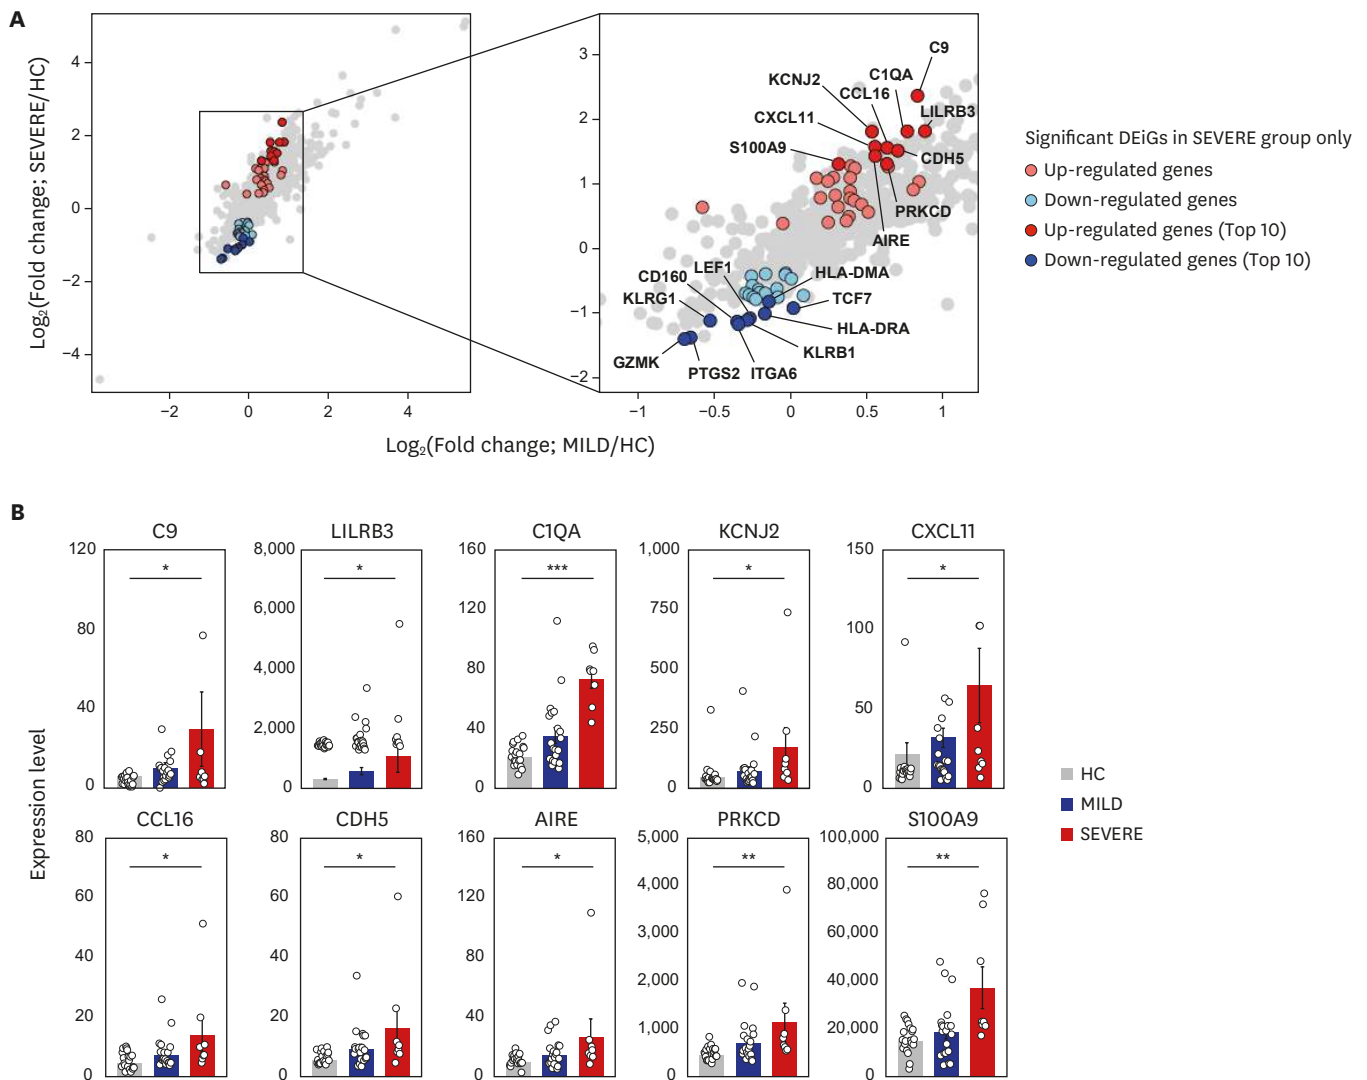 A
Log₂(Fold change; SEVERE/HC)
4
2
0
−2
−4
−2
0
2
4
3
2
1
0
−1
−2
−1
−0.5
0
0.5
1
C9
KCNJ2
C1QA
CCL16
LILRB3
CXCL11
S100A9
CDH5
PRKCD
AIRE
LEF1
HLA-DMA
CD160
KLRG1
TCF7
HLA-DRA
KLRB1
GZMK
PTGS2
ITGA6
Log₂(Fold change; MILD/HC)
Significant DEiGs in SEVERE group only
Up-regulated genes
Down-regulated genes
Up-regulated genes (Top 10)
Down-regulated genes (Top 10)
B
Expression level
C9
120
80
40
0
*
LILRB3
8,000
6,000
4,000
2,000
0
*
C1QA
160
120
80
40
0
***
KCNJ2
1,000
750
500
250
0
*
CXCL11
150
100
50
0
*
CCL16
80
60
40
20
0
*
CDH5
80
60
40
20
0
*
AIRE
160
120
80
40
0
*
PRKCD
5,000
4,000
3,000
2,000
1,000
0
**
S100A9
100,000
80,000
60,000
40,000
20,000
0
**
HC
MILD
SEVERE